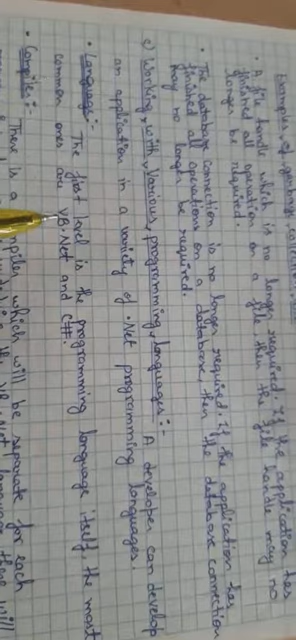 Examples of garbage collection
• A file handle which is no longer required. If the application has
finished all operation on a file then the file handle may no
longer be required.
• The database connection is no longer required. If the application has
finished all operations on a database, then the database connection
may no longer be required.
c) Working with various programming languages :- A developer can develop
an application in a variety of .Net programming languages.
• Language :- The first level is the programming language itself, the most
common ones are VB.Net and C#.
• Compiler :- There is a compiler which will be separate for each